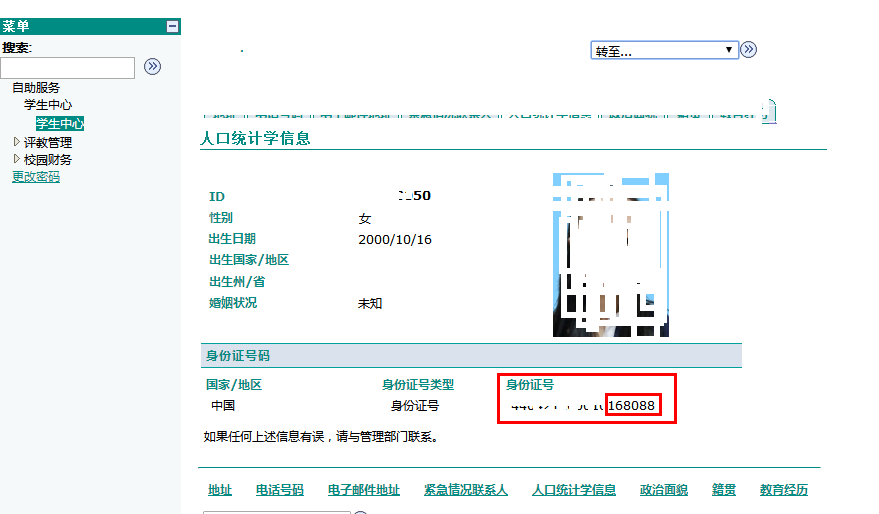 菜单
搜索:
转至...
自助服务
学生中心
学生中心
评教管理
校园财务
更改密码
人口统计学信息
ID 50
性别 女
出生日期 2000/10/16
出生国家/地区
出生州/省
婚姻状况 未知
身份证号码
国家/地区 身份证号类型 身份证号
中国 身份证号 168088
如果任何上述信息有误，请与管理部门联系。
地址 电话号码 电子邮件地址 紧急情况联系人 人口统计学信息 政治面貌 籍贯 教育经历